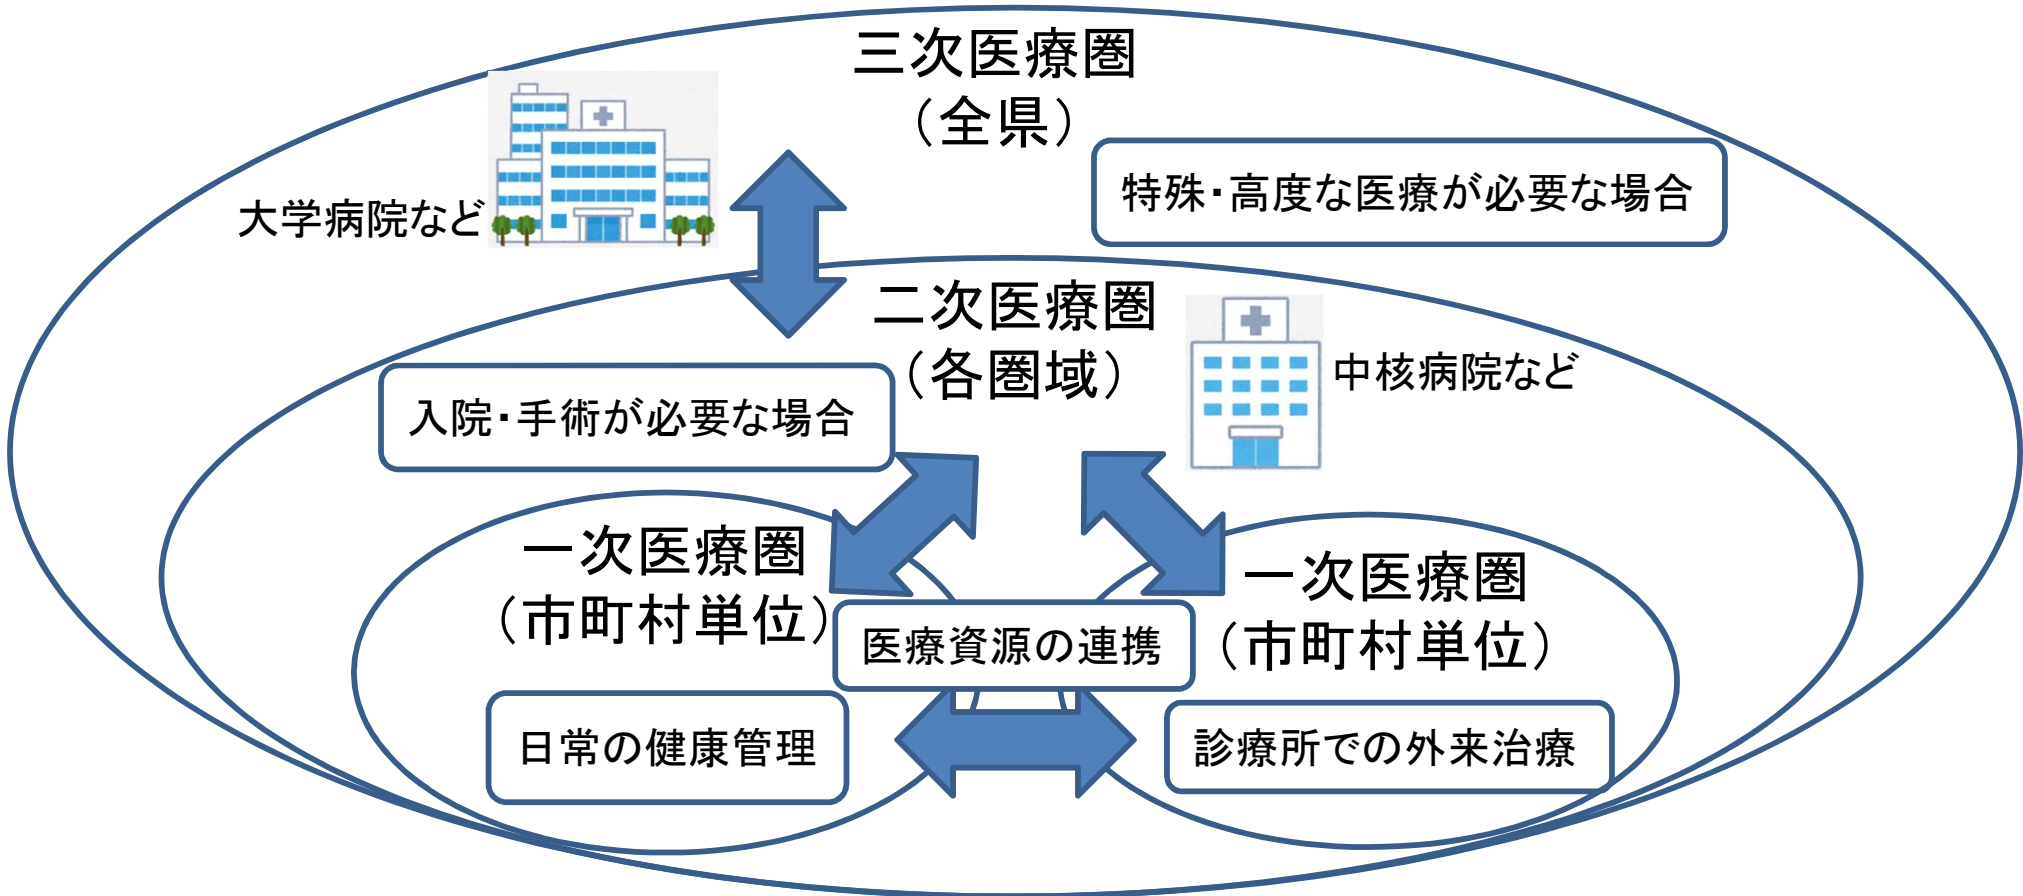 三次医療圏
（全県）
大学病院など
特殊・高度な医療が必要な場合
二次医療圏
（各圏域）
中核病院など
入院・手術が必要な場合
一次医療圏
（市町村単位）
一次医療圏
（市町村単位）
医療資源の連携
日常の健康管理
診療所での外来治療